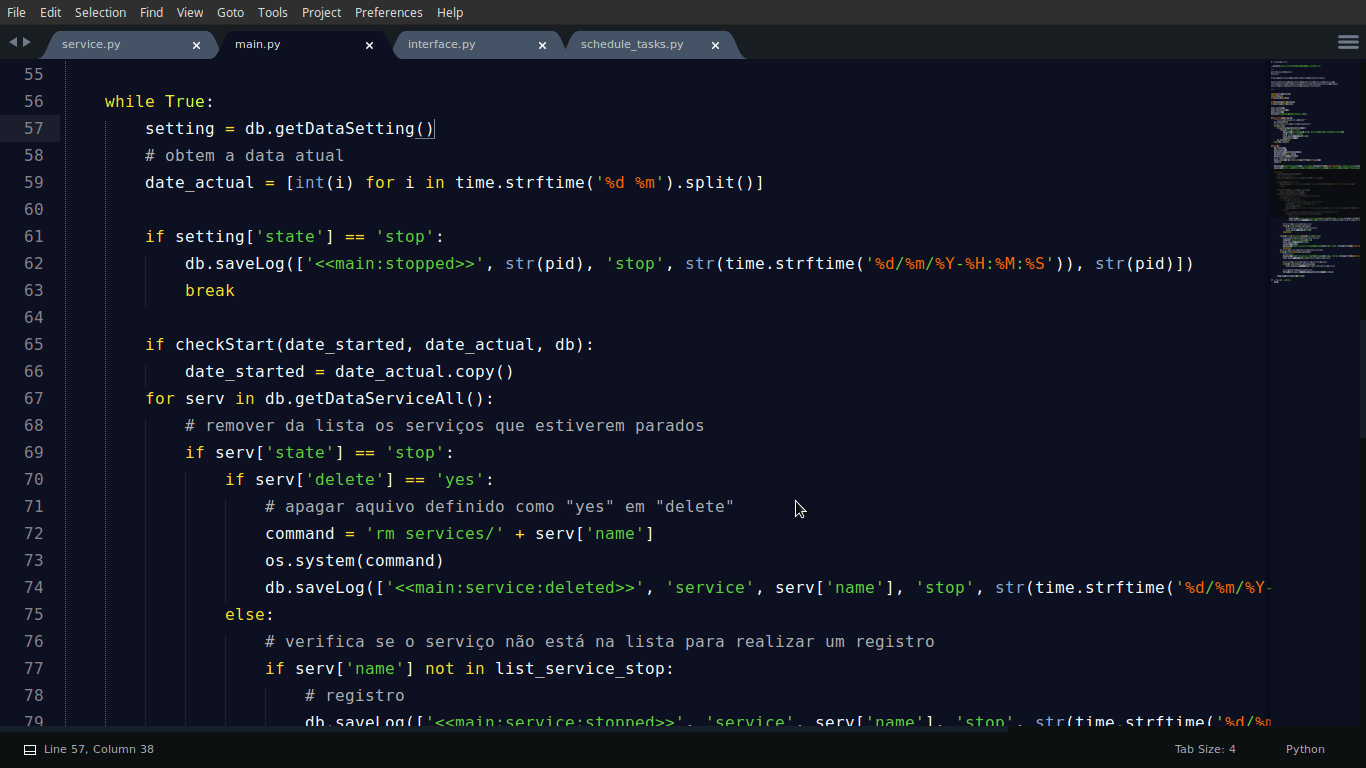 File Edit Selection Find View Goto Tools Project Preferences Help
service.py × main.py × interface.py × schedule_tasks.py ×
55
56 while True:
57 setting = db.getDataSetting()
58 # obtem a data atual
59 date_actual = [int(i) for i in time.strftime('%d %m').split()]
60
61 if setting['state'] == 'stop':
62 db.saveLog(['<<main:stopped>>', str(pid), 'stop', str(time.strftime('%d/%m/%Y-%H:%M:%S')), str(pid)])
63 break
64
65 if checkStart(date_started, date_actual, db):
66 date_started = date_actual.copy()
67 for serv in db.getDataServiceAll():
68 # remover da lista os serviços que estiverem parados
69 if serv['state'] == 'stop':
70 if serv['delete'] == 'yes':
71 # apagar aquivo definido como "yes" em "delete"
72 command = 'rm services/' + serv['name']
73 os.system(command)
74 db.saveLog(['<<main:service:deleted>>', 'service', serv['name'], 'stop', str(time.strftime('%d/%m/%Y-
75 else:
76 # verifica se o serviço não está na lista para realizar um registro
77 if serv['name'] not in list_service_stop:
78 # registro
79 db.saveLog(['<<main:service:stopped>>', 'service', serv['name'], 'stop', str(time.strftime('%d/%m
Line 57, Column 38 Tab Size: 4 Python